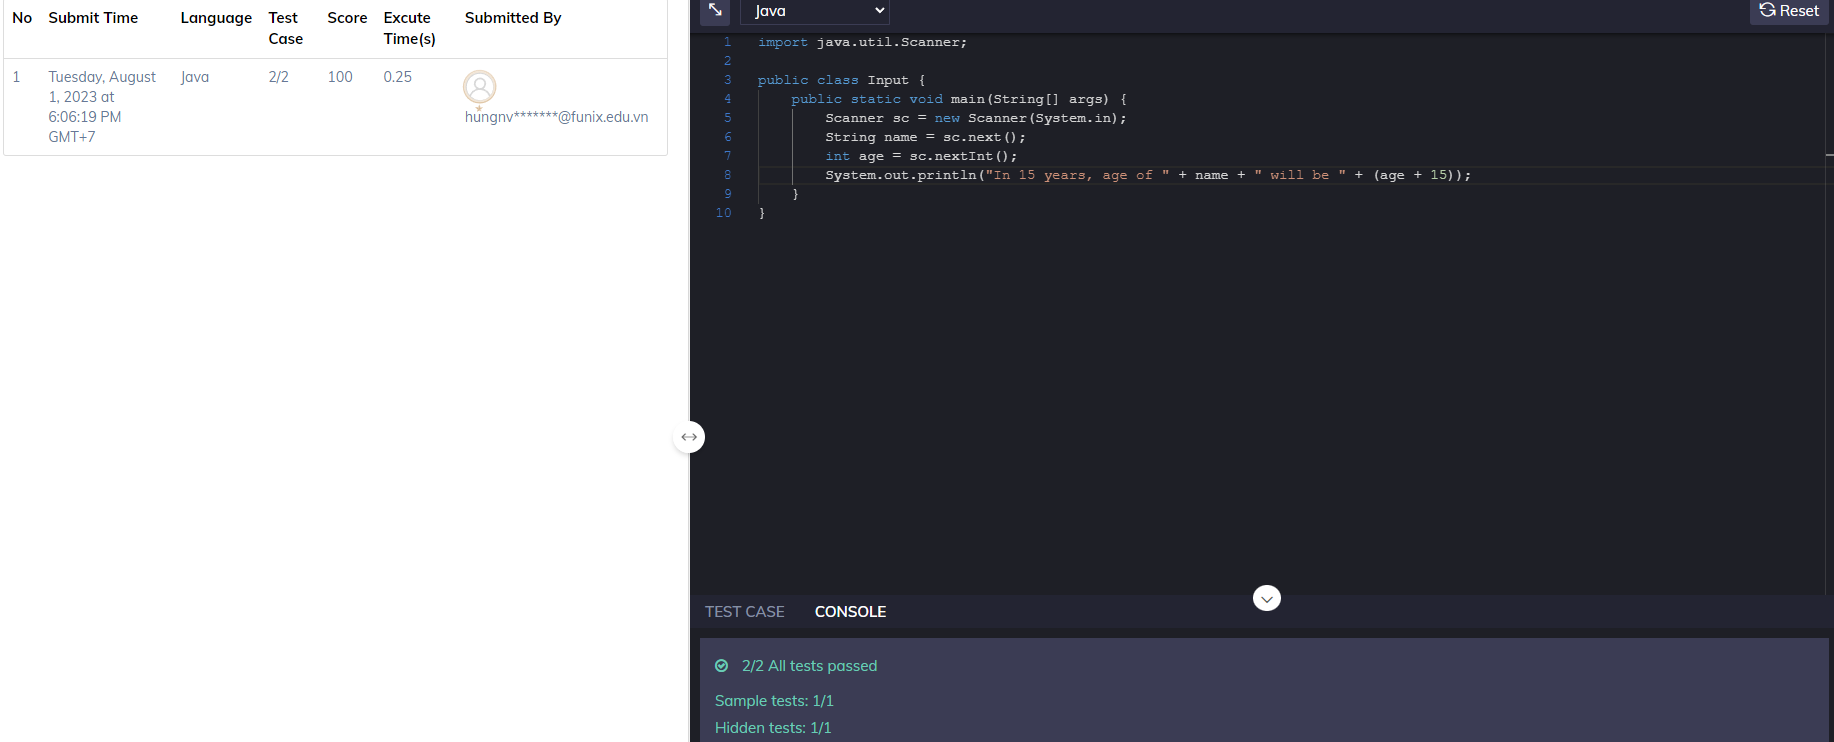 No Submit Time Language Test Case Score Excute Time(s) Submitted By
1 Tuesday, August 1, 2023 at 6:06:19 PM GMT+7 Java 2/2 100 0.25 hungnv*******@funix.edu.vn
Java
Reset
1 import java.util.Scanner;
2
3 public class Input {
4 public static void main(String[] args) {
5 Scanner sc = new Scanner(System.in);
6 String name = sc.next();
7 int age = sc.nextInt();
8 System.out.println("In 15 years, age of " + name + " will be " + (age + 15));
9 }
10 }
TEST CASE CONSOLE
2/2 All tests passed
Sample tests: 1/1
Hidden tests: 1/1